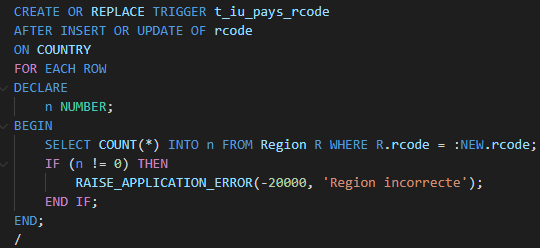 CREATE OR REPLACE TRIGGER t_iu_pays_rcode
AFTER INSERT OR UPDATE OF rcode
ON COUNTRY
FOR EACH ROW
DECLARE
    n NUMBER;
BEGIN
    SELECT COUNT(*) INTO n FROM Region R WHERE R.rcode = :NEW.rcode;
    IF (n != 0) THEN
        RAISE_APPLICATION_ERROR(-20000, 'Region incorrecte');
    END IF;
END;
/